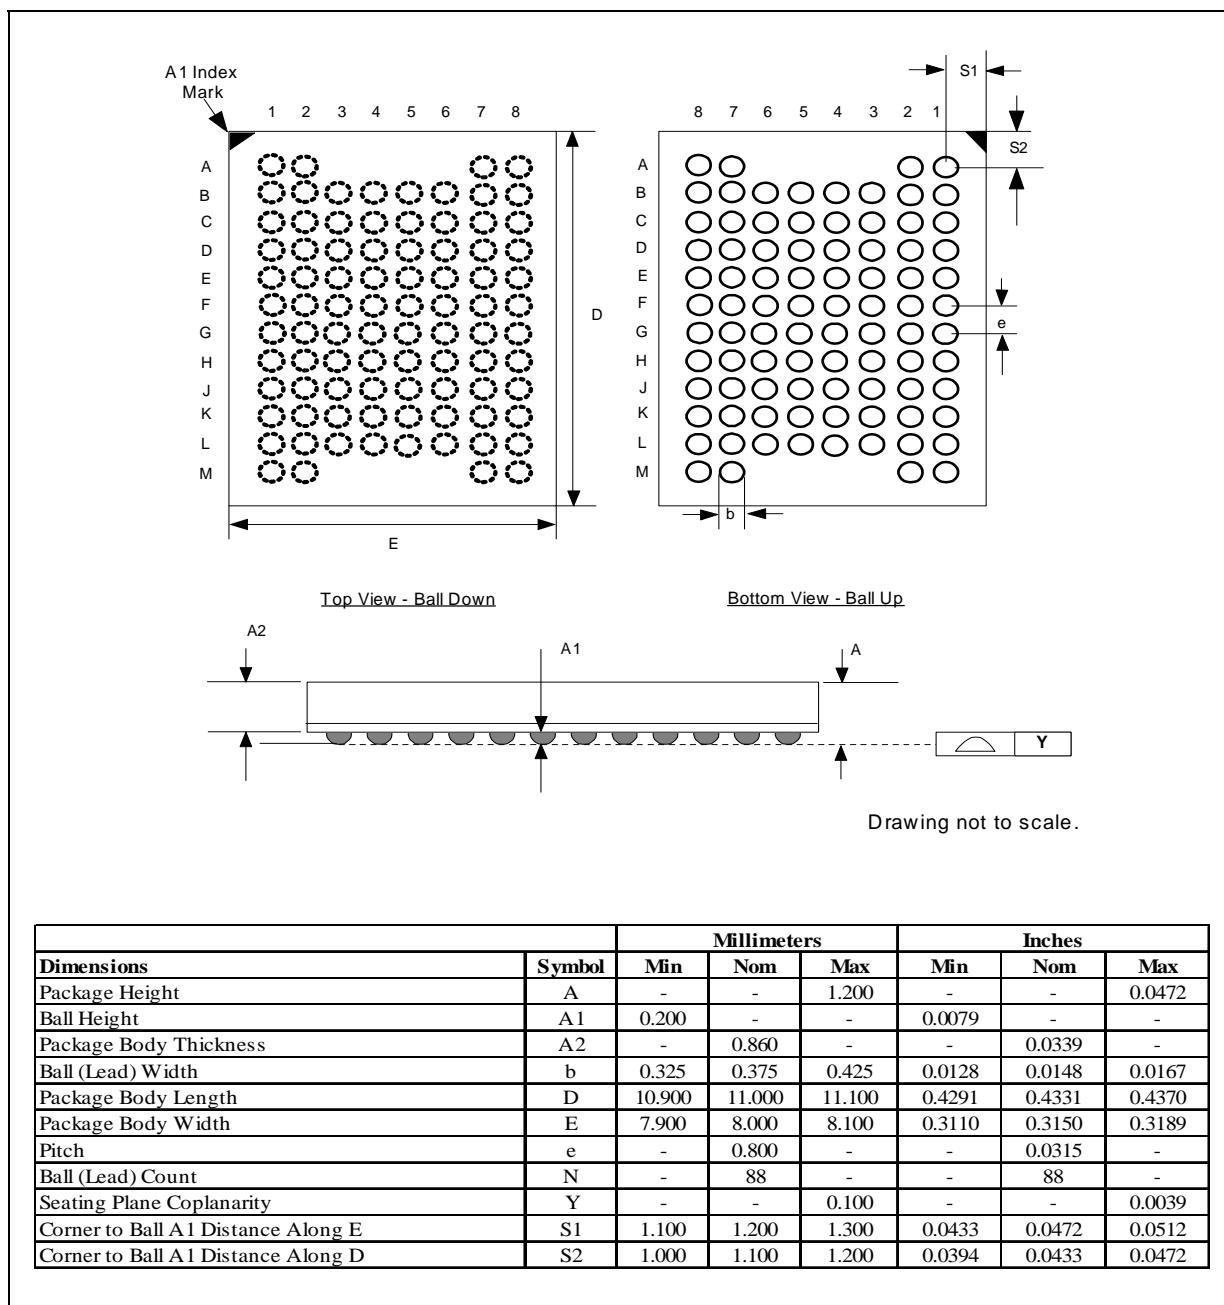 A1 Index
Mark
1 2 3 4 5 6 7 8
8 7 6 5 4 3 2 1
S1
S2
A
B
C
D
E
F
G
H
J
K
L
M
D
E
A
B
C
D
E
F
G
H
J
K
L
M
e
b
Top View - Ball Down
Bottom View - Ball Up
A2
A1
A
Y
Drawing not to scale.
Millimeters Inches
Dimensions Symbol Min Nom Max Min Nom Max
Package Height A - - 1.200 - - 0.0472
Ball Height A1 0.200 - - 0.0079 - -
Package Body Thickness A2 - 0.860 - - 0.0339 -
Ball (Lead) Width b 0.325 0.375 0.425 0.0128 0.0148 0.0167
Package Body Length D 10.900 11.000 11.100 0.4291 0.4331 0.4370
Package Body Width E 7.900 8.000 8.100 0.3110 0.3150 0.3189
Pitch e - 0.800 - - 0.0315 -
Ball (Lead) Count N - 88 - - 88 -
Seating Plane Coplanarity Y - - 0.100 - - 0.0039
Corner to Ball A1 Distance Along E S1 1.100 1.200 1.300 0.0433 0.0472 0.0512
Corner to Ball A1 Distance Along D S2 1.000 1.100 1.200 0.0394 0.0433 0.0472